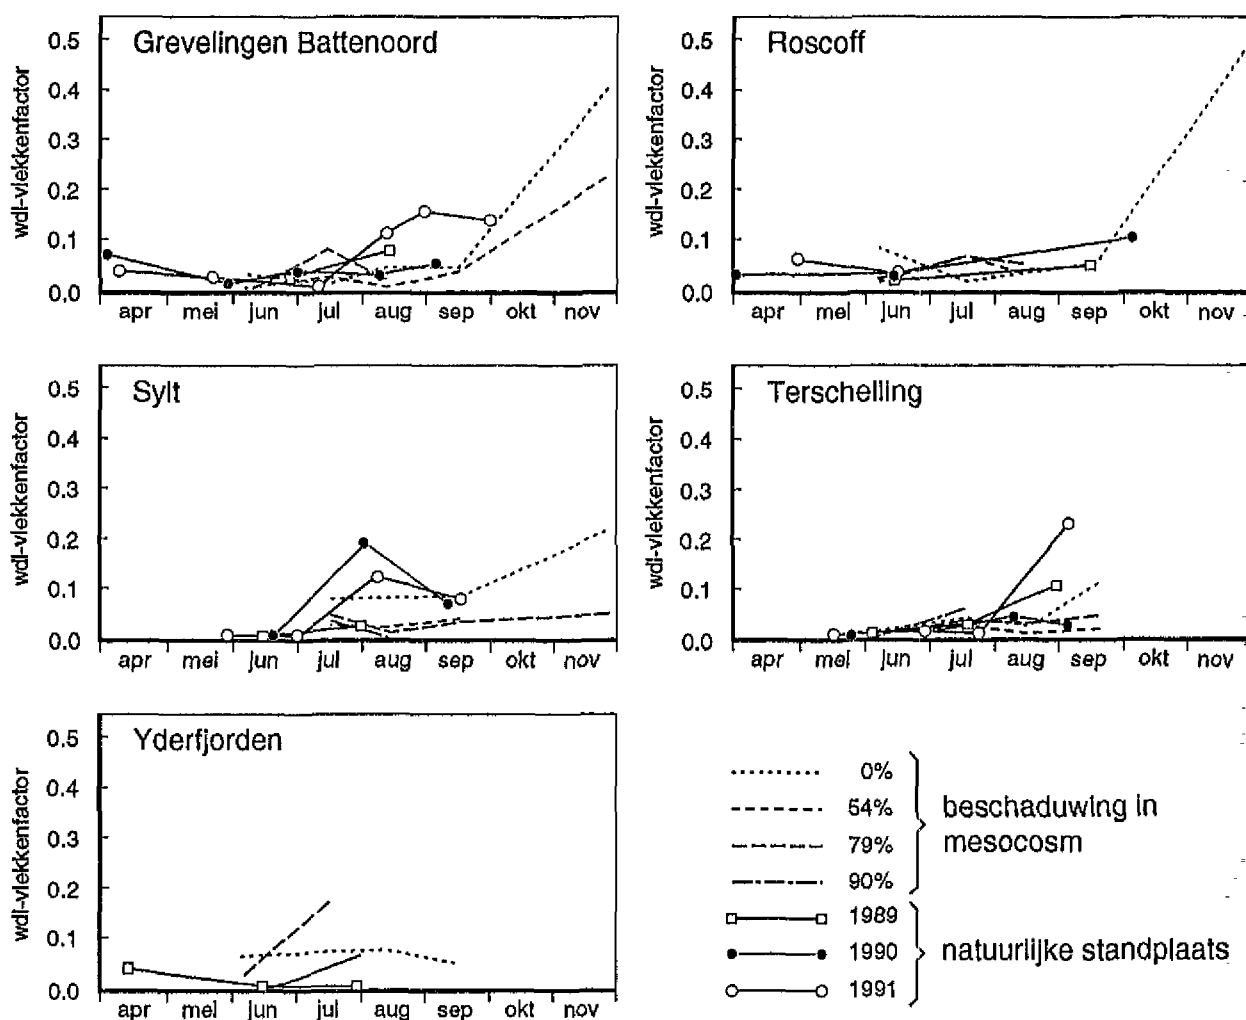 Grevelingen Battenoord
wdl-vlekkenfactor
0.5
0.4
0.3
0.2
0.1
0.0
apr mei jun jul aug sep okt nov
Roscoff
wdl-vlekkenfactor
0.5
0.4
0.3
0.2
0.1
0.0
apr mei jun jul aug sep okt nov
Sylt
wdl-vlekkenfactor
0.5
0.4
0.3
0.2
0.1
0.0
apr mei jun jul aug sep okt nov
Terschelling
wdl-vlekkenfactor
0.5
0.4
0.3
0.2
0.1
0.0
apr mei jun jul aug sep okt nov
Yderfjorden
wdl-vlekkenfactor
0.5
0.4
0.3
0.2
0.1
0.0
apr mei jun jul aug sep okt nov
0%
54%
79%
90%
beschaduwing in
mesocosm
1989
1990
1991
natuurlijke standplaats